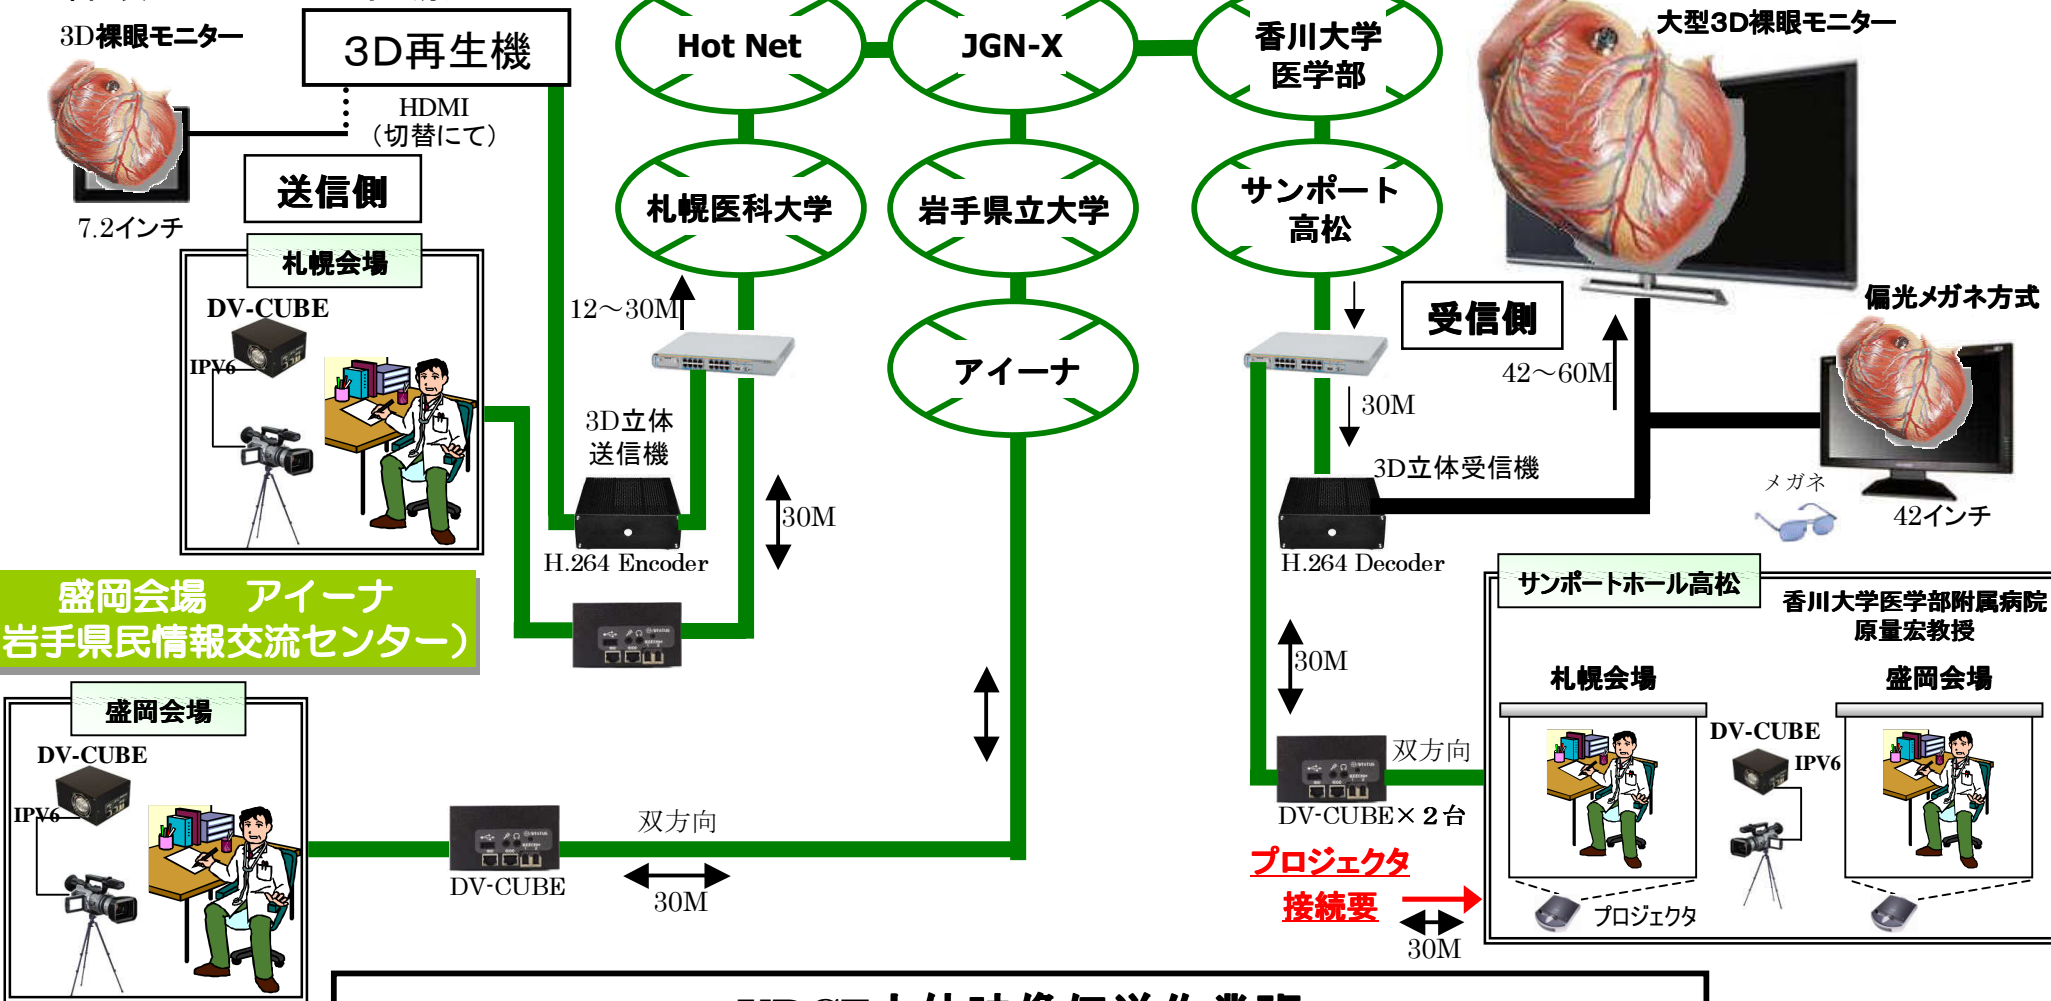 3D裸眼モニター
3D再生機
Hot Net
JGN-X
香川大学
医学部
大型3D裸眼モニター
HDMI
（切替にて）
送信側
7.2インチ
札幌医科大学
岩手県立大学
サンポート
高松
札幌会場
DV-CUBE
IPV6
12～30M
アイーナ
受信側
偏光メガネ方式
42～60M
30M
3D立体
送信機
3D立体受信機
メガネ
42インチ
30M
H.264 Encoder
H.264 Decoder
盛岡会場　アイーナ
岩手県民情報交流センター）
サンポートホール高松
香川大学医学部附属病院
原量宏教授
30M
札幌会場
盛岡会場
盛岡会場
DV-CUBE
IPV6
双方向
DV-CUBE
IPV6
DV-CUBE×2台
双方向
DV-CUBE
30M
プロジェクタ
接続要
30M
プロジェクタ